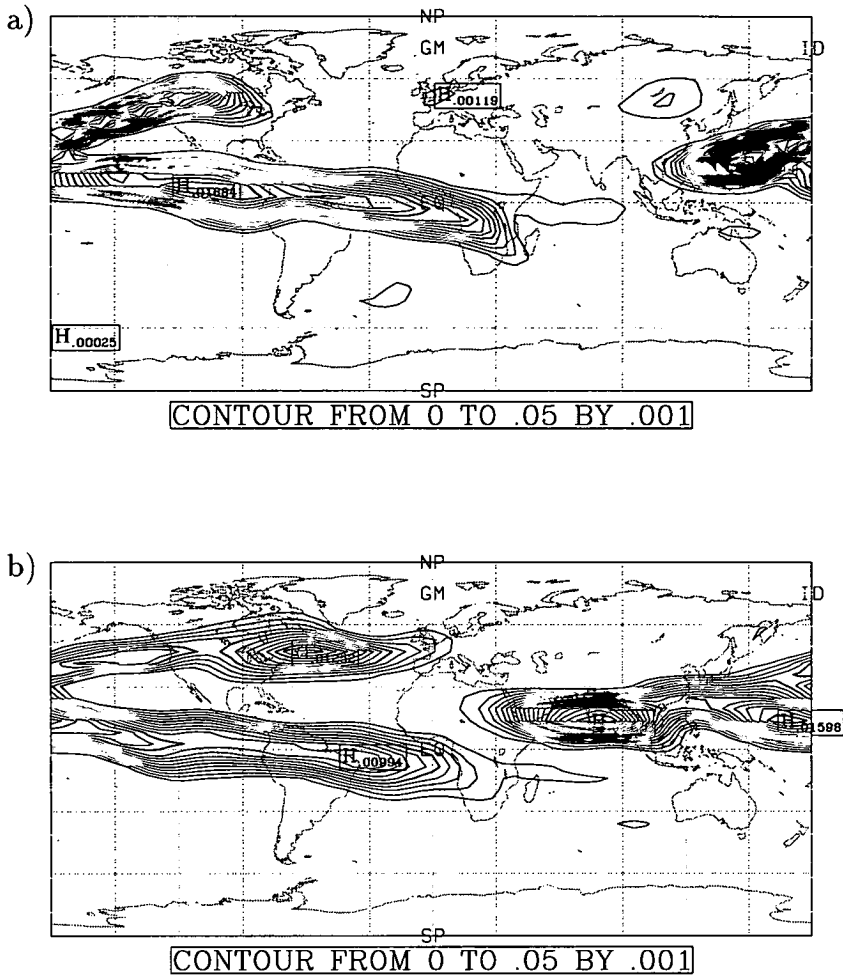 a)
NP
GM
ID
H.00119
H.01884
EQ
H.00025
SP
CONTOUR FROM 0 TO .05 BY .001
b)
NP
GM
ID
H
H.01598
EQ
H.00994
SP
CONTOUR FROM 0 TO .05 BY .001